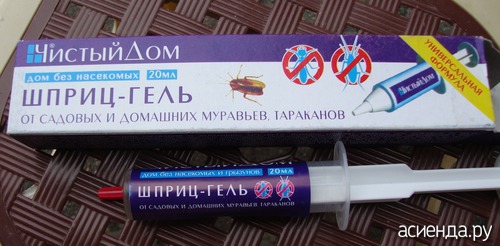 ЧистыйДом
дом без насекомых 20мл
ШПРИЦ-ГЕЛЬ
ОТ САДОВЫХ И ДОМАШНИХ МУРАВЬЕВ, ТАРАКАНОВ
ЧистыйДом
УНИВЕРСАЛЬНАЯ
ФОРМУЛА
дом без насекомых и грызунов 20мл
ШПРИЦ-ГЕЛЬ
ОТ САДОВЫХ И ДОМАШНИХ МУРАВЬЕВ, ТАРАКАНОВ
асиенда.ру